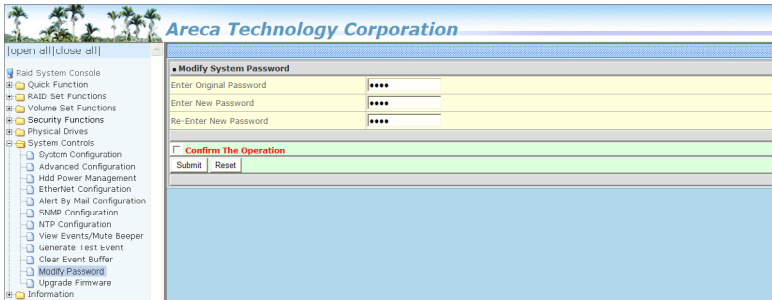 Areca Technology Corporation
|open all|close all|
Raid System Console
Quick Function
RAID Set Functions
Volume Set Functions
Security Functions
Physical Drives
System Controls
System Configuration
Advanced Configuration
Hdd Power Management
EtherNet Configuration
Alert By Mail Configuration
SNMP Configuration
NTP Configuration
View Events/Mute Beeper
Generate Test Event
Clear Event Buffer
Modify Password
Upgrade Firmware
Information
Modify System Password
Enter Original Password ••••
Enter New Password ••••
Re-Enter New Password ••••
Confirm The Operation
Submit Reset